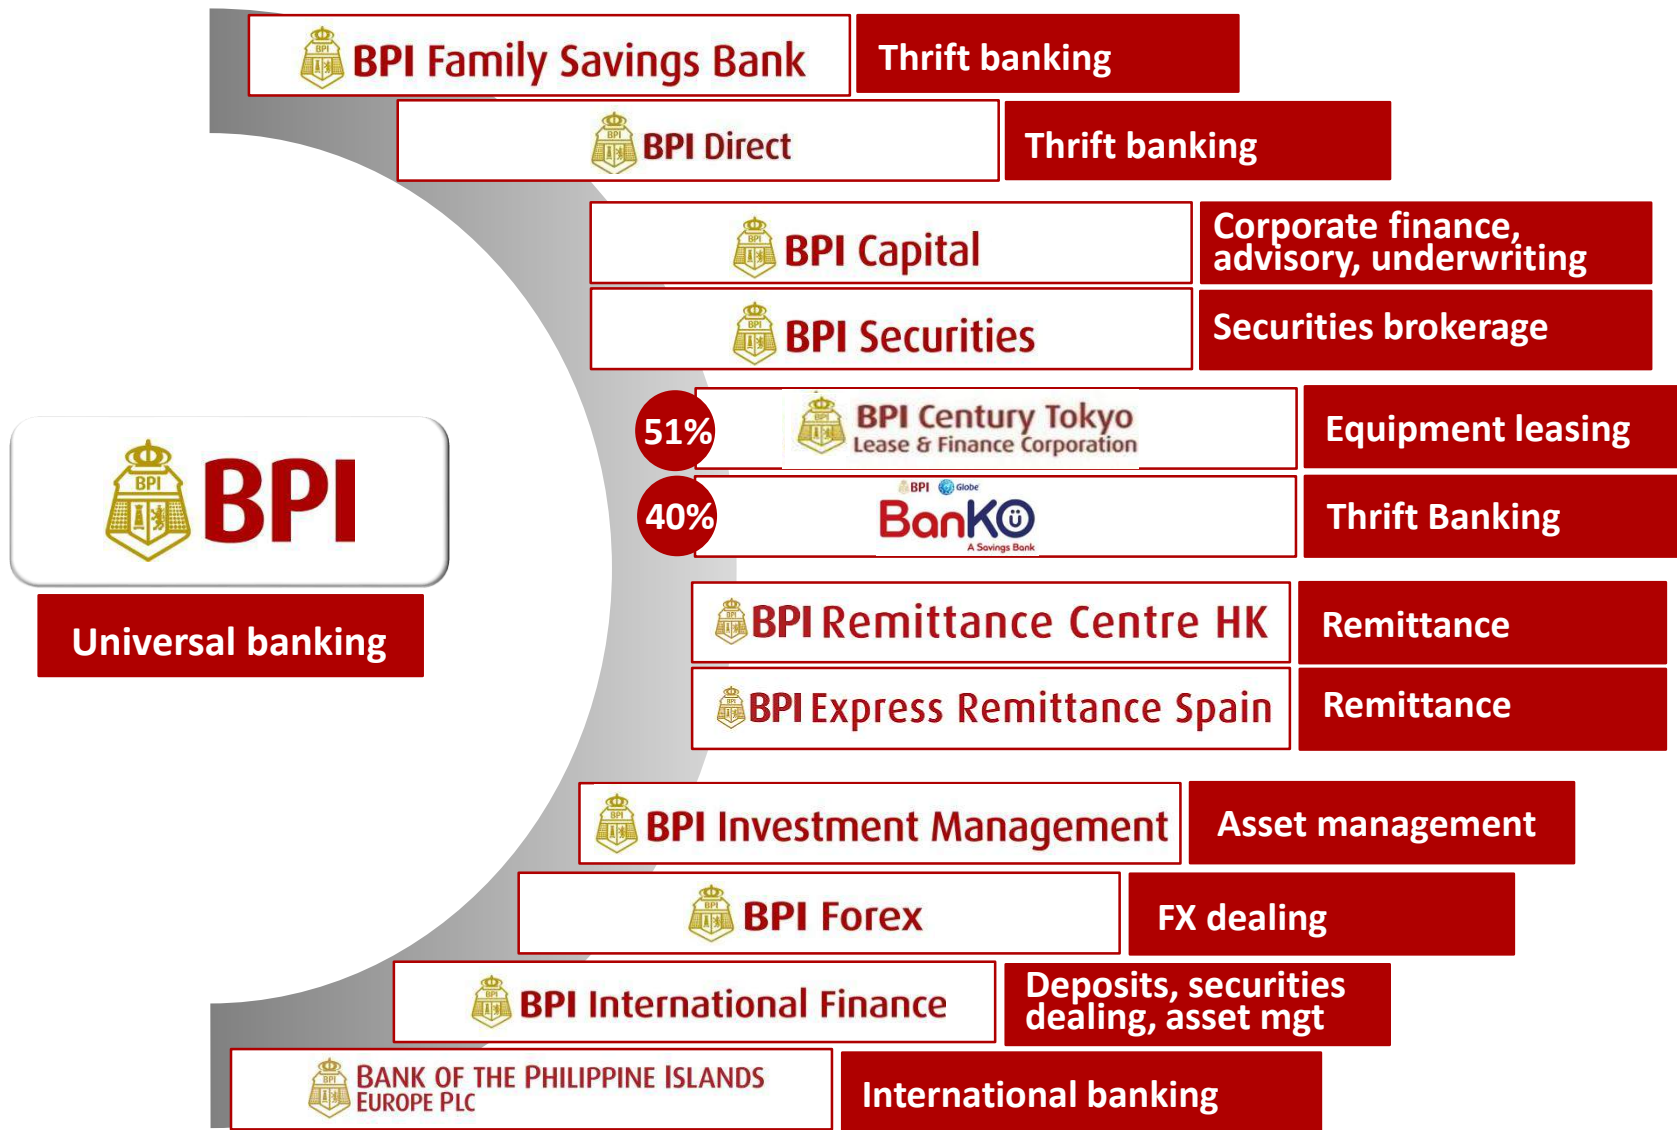 BPI Family Savings Bank
Thrift banking
BPI Direct
Thrift banking
BPI Capital
Corporate finance,
advisory, underwriting
BPI Securities
Securities brokerage
51%
BPI Century Tokyo
Lease & Finance Corporation
Equipment leasing
40%
BPI Globe
BanKO
A Savings Bank
Thrift Banking
BPI
BPI
Universal banking
BPI Remittance Centre HK
Remittance
BPI Express Remittance Spain
Remittance
BPI Investment Management
Asset management
BPI Forex
FX dealing
BPI International Finance
Deposits, securities
dealing, asset mgt
BANK OF THE PHILIPPINE ISLANDS
EUROPE PLC
International banking